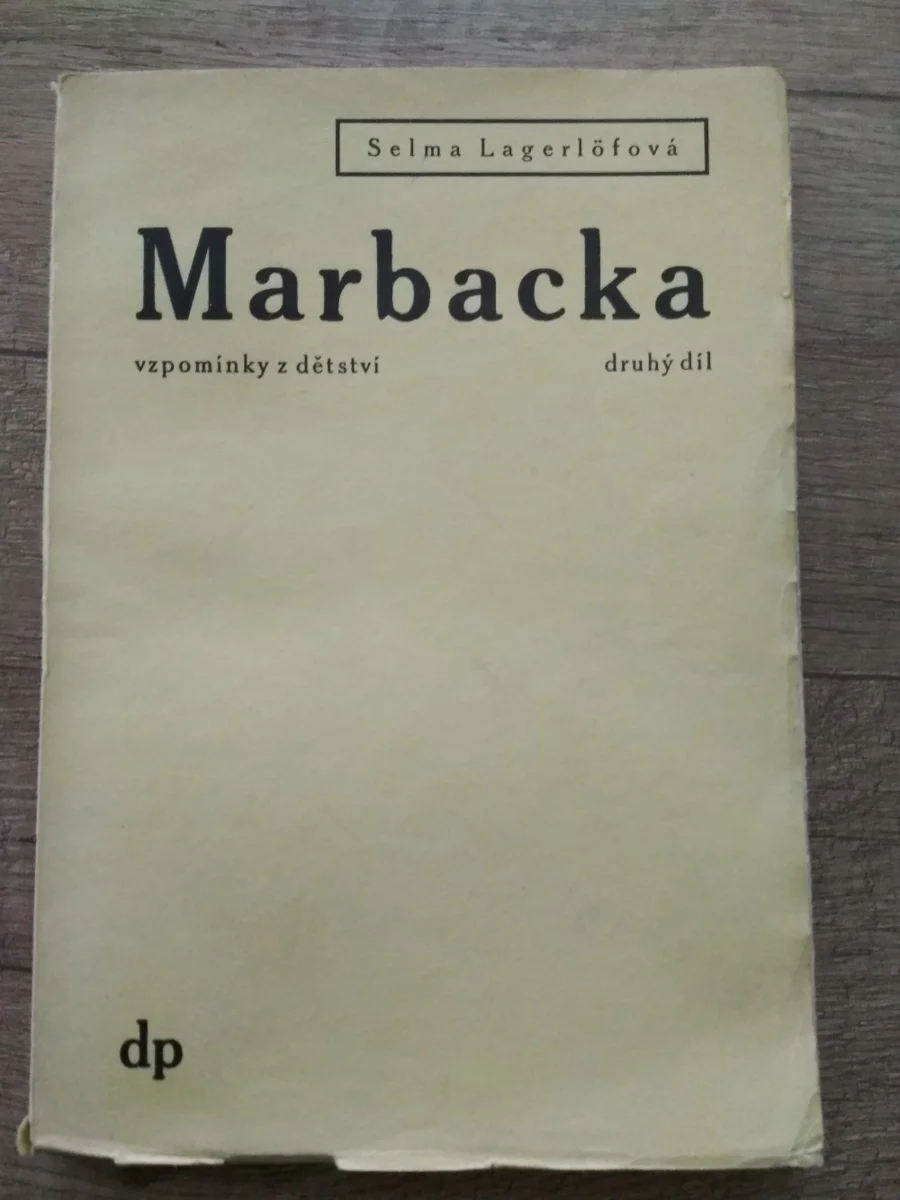 Selma Lagerlöfová
Marbacka
vzpomínky z dětství druhý díl
dp